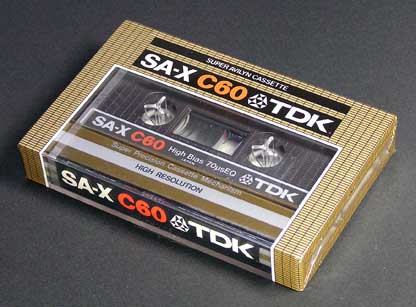 SUPER AVILYN CASSETTE
SA-X C60 TDK
SA-X C60 High Bias 70μsEQ TDK
Super Precision Cassette Mechanism
HIGH RESOLUTION
SA-X C60 TDK